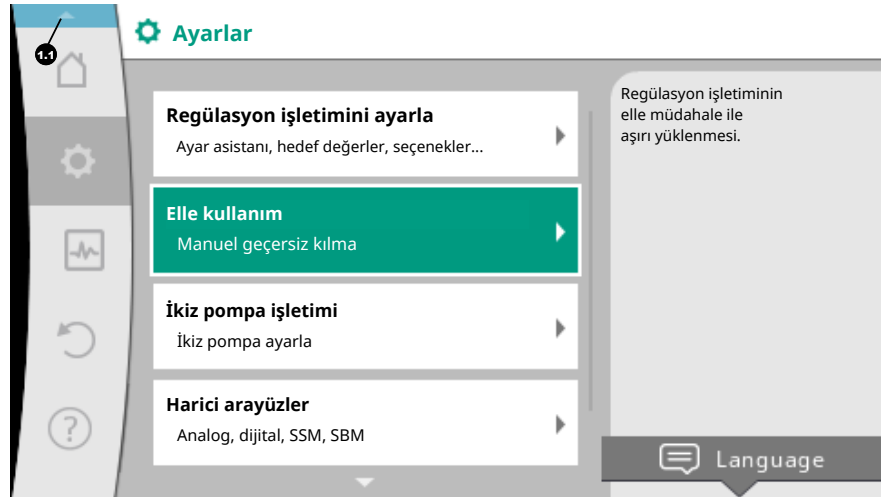 1.1
Ayarlar
Regülasyon işletimini ayarla
Ayar asistanı, hedef değerler, seçenekler...
Elle kullanım
Manuel geçersiz kılma
İkiz pompa işletimi
İkiz pompa ayarla
Harici arayüzler
Analog, dijital, SSM, SBM
Regülasyon işletiminin
elle müdahale ile
aşırı yüklenmesi.
Language
?